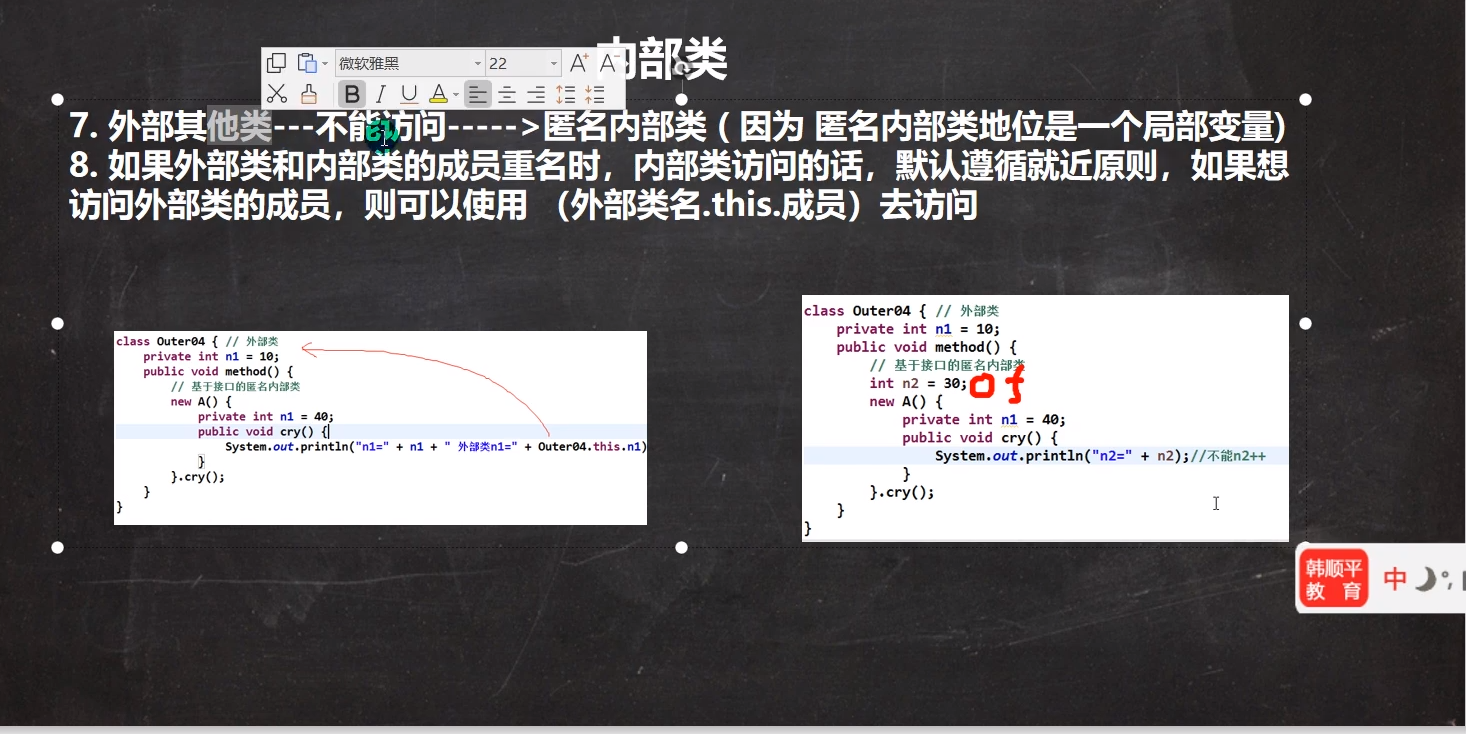 内部类
微软雅黑
22
A+ A-
B I U A
7. 外部其他类---不能访问----->匿名内部类 ( 因为 匿名内部类地位是一个局部变量)
8. 如果外部类和内部类的成员重名时，内部类访问的话，默认遵循就近原则，如果想
访问外部类的成员，则可以使用 （外部类名.this.成员）去访问
class Outer04 { // 外部类
private int n1 = 10;
public void method() {
// 基于接口的匿名内部类
new A() {
private int n1 = 40;
public void cry() {
System.out.println("n1=" + n1 + " 外部类n1=" + Outer04.this.n1)
}
}.cry();
}
}
class Outer04 { // 外部类
private int n1 = 10;
public void method() {
// 基于接口的匿名内部类
int n2 = 30;
new A() {
private int n1 = 40;
public void cry() {
System.out.println("n2=" + n2);//不能n2++
}
}.cry();
}
}
韩顺平
教 育
中